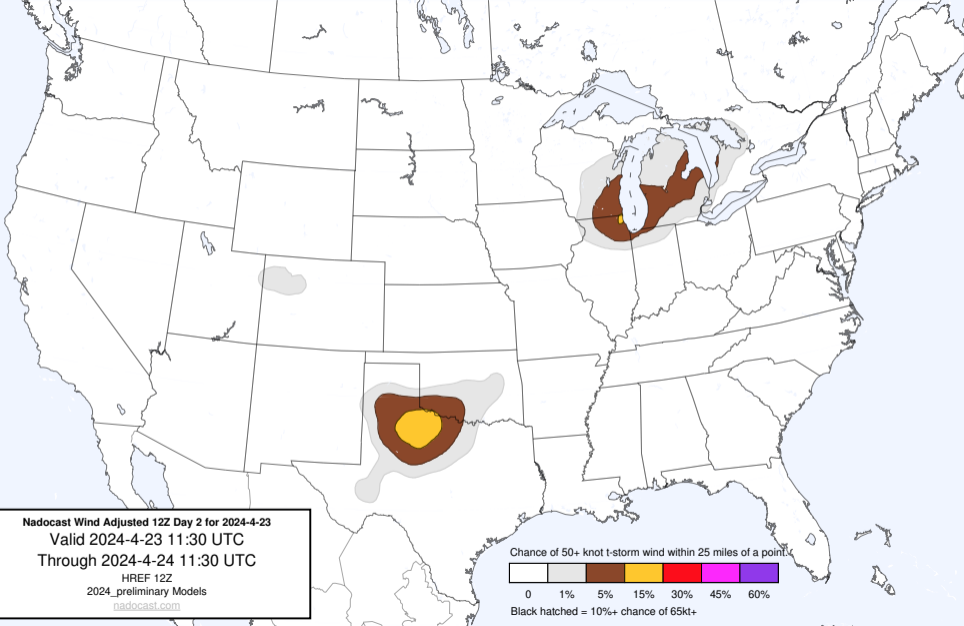 Nadocast Wind Adjusted 12Z Day 2 for 2024-4-23
Valid 2024-4-23 11:30 UTC
Through 2024-4-24 11:30 UTC
HREF 12Z
2024_preliminary Models
nadocast.com
Chance of 50+ knot t-storm wind within 25 miles of a point.
0 1% 5% 15% 30% 45% 60%
Black hatched = 10%+ chance of 65kt+